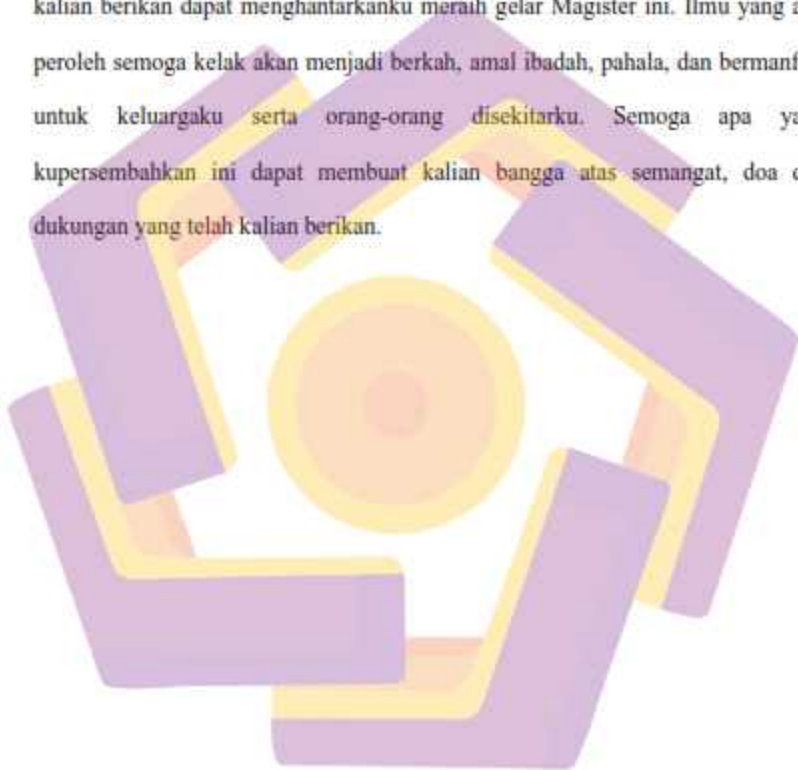 kalian berikan dapat menghantarkanku meraih gelar Magister ini. Ilmu yang
peroleh semoga kelak akan menjadi berkah, amal ibadah, pahala, dan
untuk keluargaku serta orang-orang disekitarku. Semoga apa
kupersembahkan ini dapat membuat kalian bangga atas semangat, doa
dukungan yang telah kalian berikan.